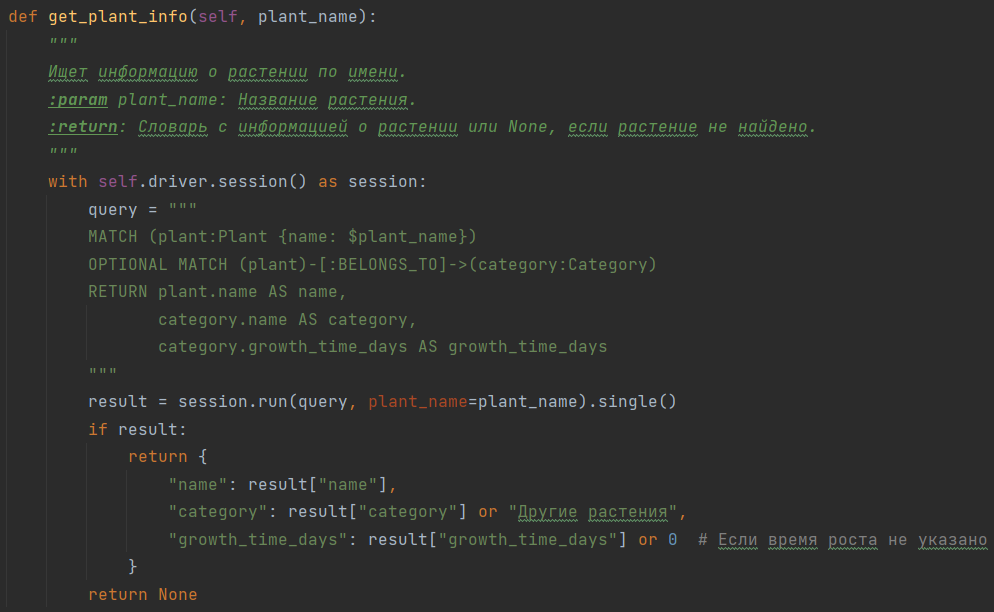 def get_plant_info(self, plant_name):
"""
Ищет информацию о растении по имени.
:param plant_name: Название растения.
:return: Словарь с информацией о растении или None, если растение не найдено.
"""
with self.driver.session() as session:
query = """
MATCH (plant:Plant {name: $plant_name})
OPTIONAL MATCH (plant)-[:BELONGS_TO]->(category:Category)
RETURN plant.name AS name,
category.name AS category,
category.growth_time_days AS growth_time_days
"""
result = session.run(query, plant_name=plant_name).single()
if result:
return {
"name": result["name"],
"category": result["category"] or "Другие растения",
"growth_time_days": result["growth_time_days"] or 0  # Если время роста не указано
}
return None